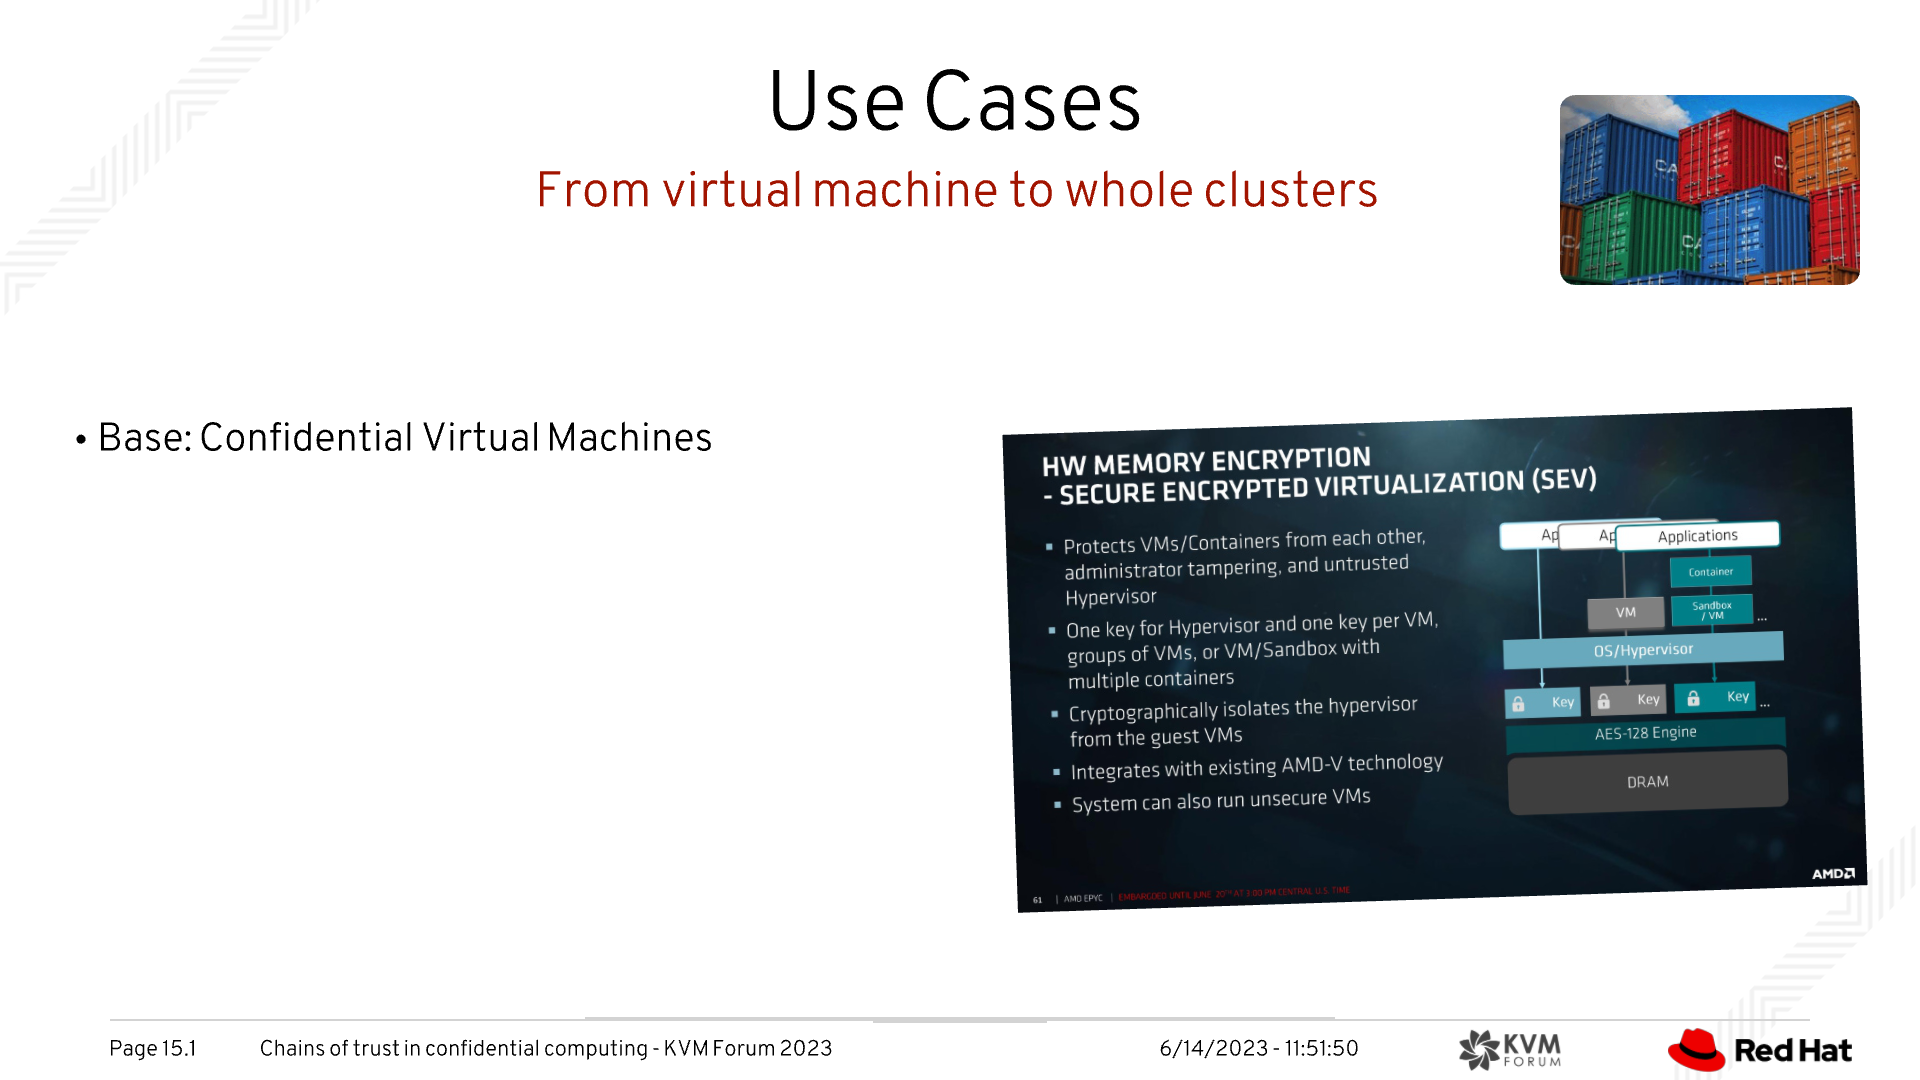 Use Cases
From virtual machine to whole clusters
• Base: Confidential Virtual Machines
HW MEMORY ENCRYPTION
- SECURE ENCRYPTED VIRTUALIZATION (SEV)
Protects VMs/Containers from each other,
administrator tampering, and untrusted
Hypervisor
One key for Hypervisor and one key per VM,
groups of VMs, or VM/Sandbox with
multiple containers
Cryptographically isolates the hypervisor
from the guest VMs
Integrates with existing AMD-V technology
System can also run unsecure VMs
Ap
Ap
Applications
Container
VM
Sandbox
/ VM
...
OS/Hypervisor
Key
Key
Key
...
AES-128 Engine
DRAM
61 | AMD EPYC | EMBARGOED UNTIL JUNE 20TH AT 1:00 PM CENTRAL U.S. TIME
AMD
Page 15.1
Chains of trust in confidential computing - KVM Forum 2023
6/14/2023 - 11:51:50
KVM
FORUM
Red Hat